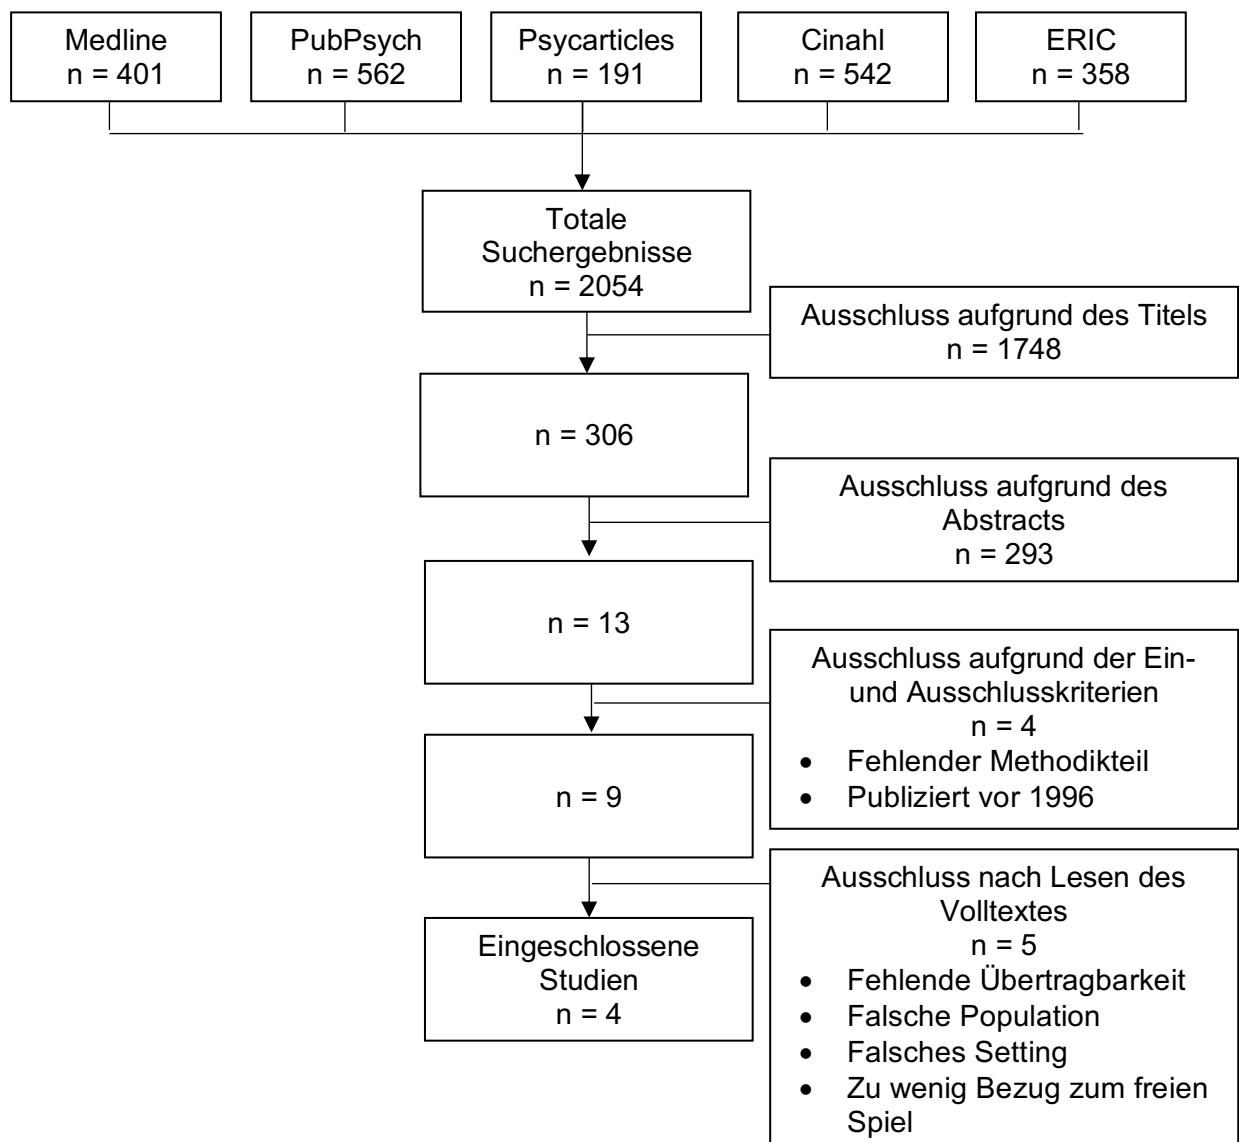 Medline
n = 401
PubPsych
n = 562
Psycarticles
n = 191
Cinahl
n = 542
ERIC
n = 358
Totale
Suchergebnisse
n = 2054
Ausschluss aufgrund des Titels
n = 1748
n = 306
Ausschluss aufgrund des
Abstracts
n = 293
n = 13
Ausschluss aufgrund der Ein-
und Ausschlusskriterien
n = 4
• Fehlender Methodikteil
• Publiziert vor 1996
n = 9
Ausschluss nach Lesen des
Volltextes
n = 5
• Fehlende Übertragbarkeit
• Falsche Population
• Falsches Setting
• Zu wenig Bezug zum freien
Spiel
Eingeschlossene
Studien
n = 4